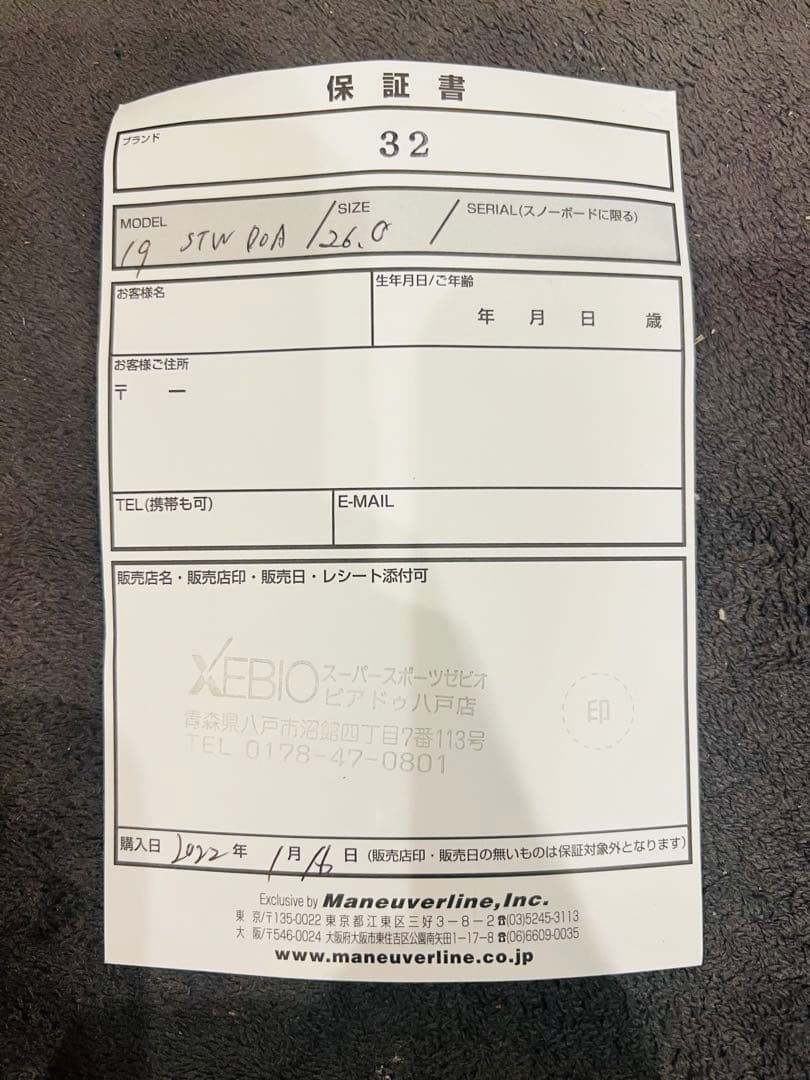 保証書
ブランド
32
MODEL
19 STW BOA
SIZE
26.0
SERIAL(スノーボードに限る)
お客様名
生年月日/ご年齢
年 月 日 歳
お客様ご住所
〒 ー
TEL(携帯も可)
E-MAIL
販売店名・販売店印・販売日・レシート添付可
XEBIO スーパースポーツゼビオ
ピアドゥ八戸店
青森県八戸市沼館四丁目7番113号
TEL 0178-47-0801
印
購入日 2022年 1月16日 (販売店印・販売日の無いものは保証対象外となります)
Exclusive by Maneuverline,Inc.
東 京/〒135-0022 東京都江東区三好3-8-2☎(03)5245-3113
大 阪/〒546-0024 大阪府大阪市東住吉区公園南矢田1-17-8☎(06)6609-0035
www.maneuverline.co.jp